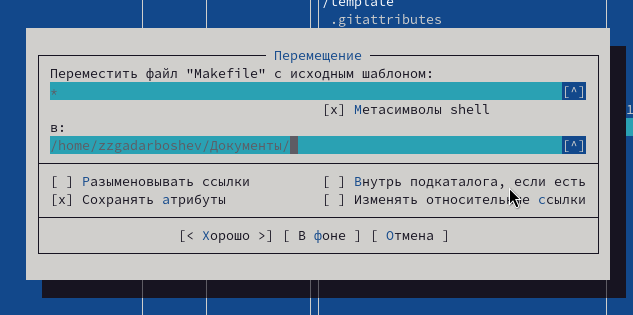 /template
.gitattributes
Перемещение
Переместить файл "Makefile" с исходным шаблоном:
* [^]
[x] Метасимволы shell
в:
/home/zzgadarboshev/Документы/ [^]
[ ] Разыменовывать ссылки [ ] Внутрь подкаталога, если есть
[x] Сохранять атрибуты [ ] Изменять относительные ссылки
[< Хорошо >] [ В фоне ] [ Отмена ]